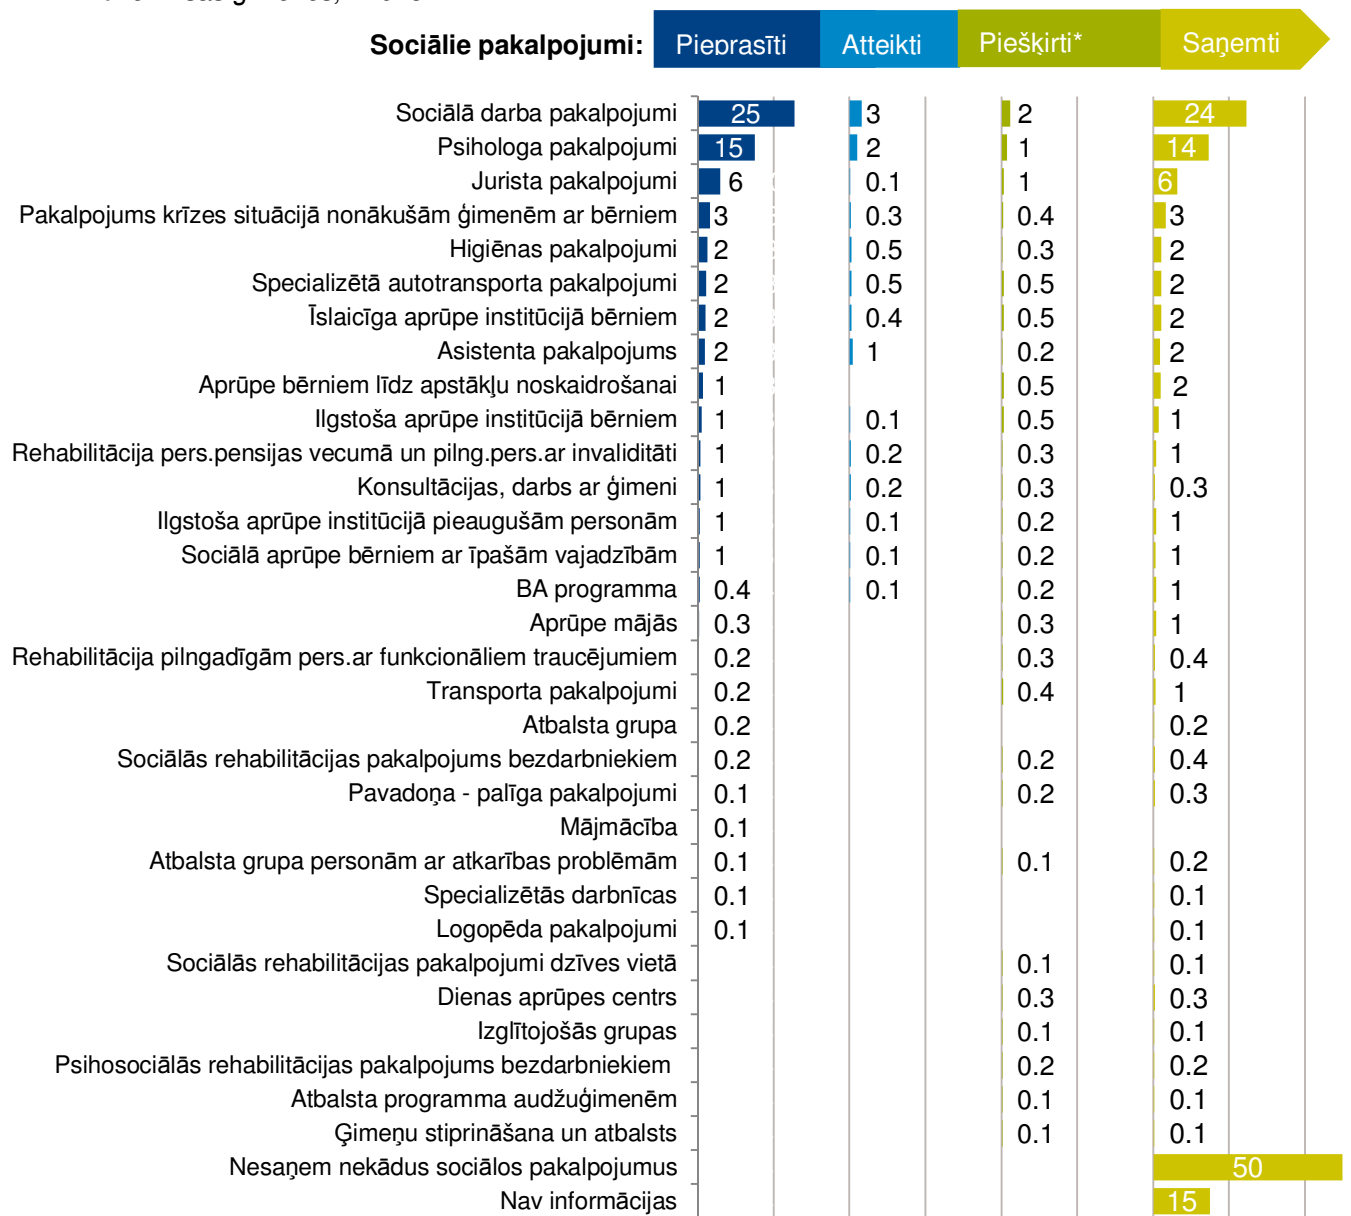 Sociālie pakalpojumi: Pieprasīti Atteikti Piešķirti* Saņemti
Sociālā darba pakalpojumi 25 3 2 24
Psihologa pakalpojumi 15 2 1 14
Jurista pakalpojumi 6 0.1 1 6
Pakalpojums krīzes situācijā nonākušām ģimenēm ar bērniem 3 0.3 0.4 3
Higiēnas pakalpojumi 2 0.5 0.3 2
Specializētā autotransporta pakalpojumi 2 0.5 0.5 2
Īslaicīga aprūpe institūcijā bērniem 2 0.4 0.5 2
Asistenta pakalpojums 2 1 0.2 2
Aprūpe bērniem līdz apstākļu noskaidrošanai 1 0.5 2
Ilgstoša aprūpe institūcijā bērniem 1 0.1 0.5 1
Rehabilitācija pers.pensijas vecumā un pilng.pers.ar invaliditāti 1 0.2 0.3 1
Konsultācijas, darbs ar ģimeni 1 0.2 0.3 0.3
Ilgstoša aprūpe institūcijā pieaugušām personām 1 0.1 0.2 1
Sociālā aprūpe bērniem ar īpašām vajadzībām 1 0.1 0.2 1
BA programma 0.4 0.1 0.2 1
Aprūpe mājās 0.3 0.3 1
Rehabilitācija pilngadīgām pers.ar funkcionāliem traucējumiem 0.2 0.3 0.4
Transporta pakalpojumi 0.2 0.4 1
Atbalsta grupa 0.2 0.2
Sociālās rehabilitācijas pakalpojums bezdarbniekiem 0.2 0.2 0.4
Pavadoņa - palīga pakalpojumi 0.1 0.2 0.3
Mājmācība 0.1
Atbalsta grupa personām ar atkarības problēmām 0.1 0.1 0.2
Specializētās darbnīcas 0.1 0.1
Logopēda pakalpojumi 0.1 0.1
Sociālās rehabilitācijas pakalpojumi dzīves vietā 0.1 0.1
Dienas aprūpes centrs 0.3 0.3
Izglītojošās grupas 0.1 0.1
Psihosociālās rehabilitācijas pakalpojums bezdarbniekiem 0.2 0.2
Atbalsta programma audžuģimenēm 0.1 0.1
Ģimeņu stiprināšana un atbalsts 0.1 0.1
Nesaņem nekādus sociālos pakalpojumus 50
Nav informācijas 15